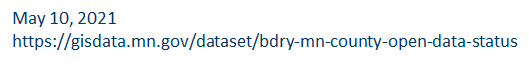 May 10, 2021
https://gisdata.mn.gov/dataset/bdry-mn-county-open-data-status